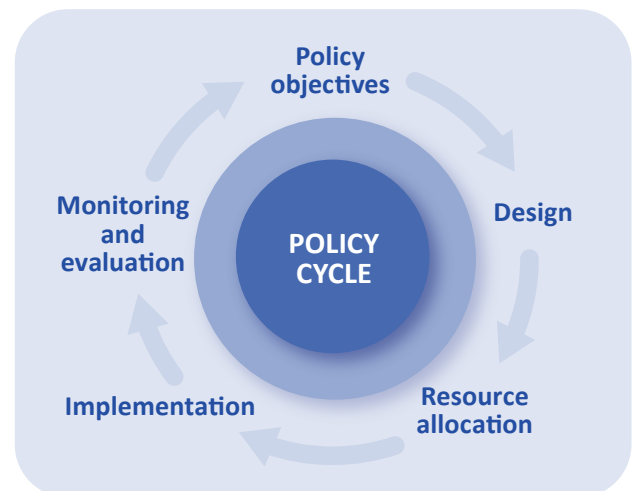 Policy
objectives
Design
Resource
allocation
Implementation
Monitoring
and
evaluation
POLICY
CYCLE